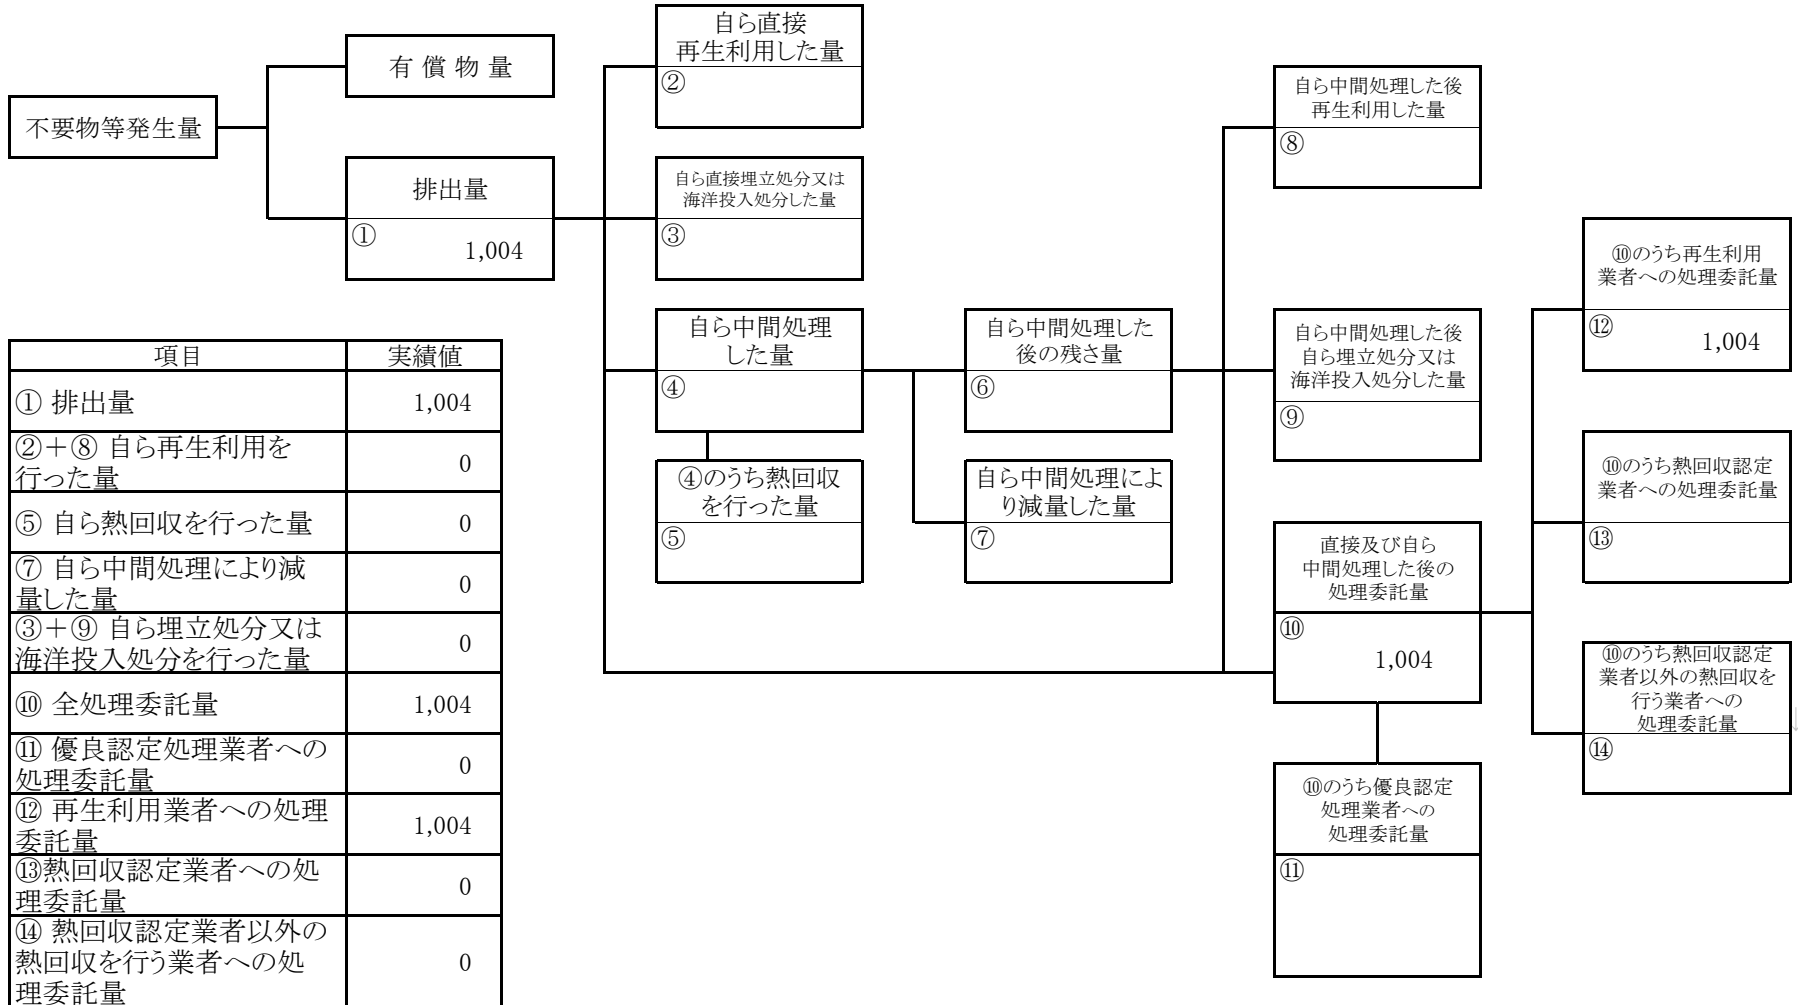 自ら直接
再生利用した量
②
有 償 物 量
不要物等発生量
排出量
①
1,004
自ら直接埋立処分又は
海洋投入処分した量
③
自ら中間処理
した量
④
④のうち熱回収
を行った量
⑤
自ら中間処理した
後の残さ量
⑥
自ら中間処理によ
り減量した量
⑦
自ら中間処理した後
再生利用した量
⑧
自ら中間処理した後
自ら埋立処分又は
海洋投入処分した量
⑨
直接及び自ら
中間処理した後の
処理委託量
⑩
1,004
⑩のうち優良認定
処理業者への
処理委託量
⑪
⑩のうち再生利用
業者への処理委託量
⑫
1,004
⑩のうち熱回収認定
業者への処理委託量
⑬
⑩のうち熱回収認定
業者以外の熱回収を
行う業者への
処理委託量
⑭
項目 実績値
① 排出量 1,004
②＋⑧ 自ら再生利用を
行った量 0
⑤ 自ら熱回収を行った量 0
⑦ 自ら中間処理により減
量した量 0
③＋⑨ 自ら埋立処分又は
海洋投入処分を行った量 0
⑩ 全処理委託量 1,004
⑪ 優良認定処理業者への
処理委託量 0
⑫ 再生利用業者への処理
委託量 1,004
⑬熱回収認定業者への処
理委託量 0
⑭ 熱回収認定業者以外の
熱回収を行う業者への処
理委託量 0